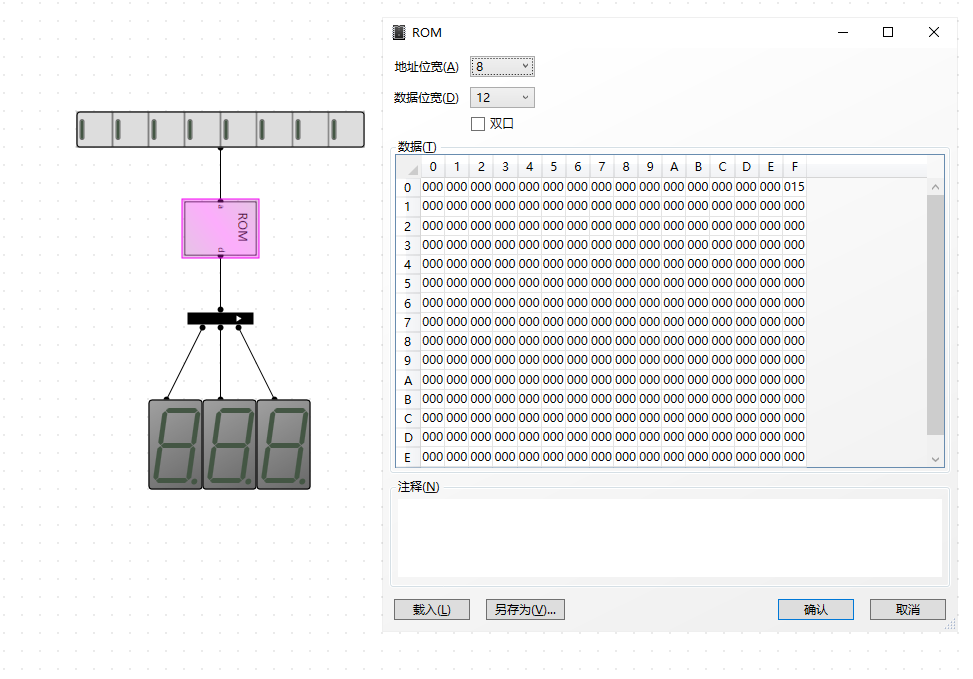 ROM
地址位宽(A) 8
数据位宽(D) 12
双口
数据(T)
0 1 2 3 4 5 6 7 8 9 A B C D E F
0 000 000 000 000 000 000 000 000 000 000 000 000 000 000 000 015
1 000 000 000 000 000 000 000 000 000 000 000 000 000 000 000 000
2 000 000 000 000 000 000 000 000 000 000 000 000 000 000 000 000
3 000 000 000 000 000 000 000 000 000 000 000 000 000 000 000 000
4 000 000 000 000 000 000 000 000 000 000 000 000 000 000 000 000
5 000 000 000 000 000 000 000 000 000 000 000 000 000 000 000 000
6 000 000 000 000 000 000 000 000 000 000 000 000 000 000 000 000
7 000 000 000 000 000 000 000 000 000 000 000 000 000 000 000 000
8 000 000 000 000 000 000 000 000 000 000 000 000 000 000 000 000
9 000 000 000 000 000 000 000 000 000 000 000 000 000 000 000 000
A 000 000 000 000 000 000 000 000 000 000 000 000 000 000 000 000
B 000 000 000 000 000 000 000 000 000 000 000 000 000 000 000 000
C 000 000 000 000 000 000 000 000 000 000 000 000 000 000 000 000
D 000 000 000 000 000 000 000 000 000 000 000 000 000 000 000 000
E 000 000 000 000 000 000 000 000 000 000 000 000 000 000 000 000
注释(N)
载入(L) 另存为(V)... 确认 取消
a
ROM
d